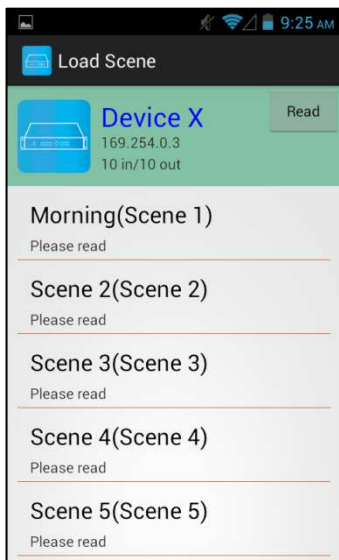 9:25 AM
Load Scene
Device X
Read
169.254.0.3
10 in/10 out
Morning(Scene 1)
Please read
Scene 2(Scene 2)
Please read
Scene 3(Scene 3)
Please read
Scene 4(Scene 4)
Please read
Scene 5(Scene 5)
Please read